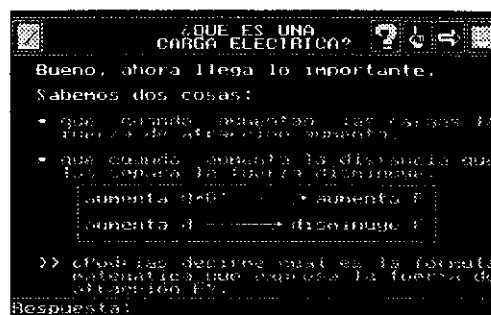 ¿QUE ES UNA
CARGA ELECTRICA?
Bueno, ahora llega lo importante.
Sabemos dos cosas:
• que cuando aumentan las cargas
fuerza de atracción aumenta.
• que cuando aumenta la distancia que
las separa la fuerza disminuye.
aumenta aumenta F
aumenta d disminuye F
>> ¿Podrías decirme cual es la fórmula
matemática que expresa la fuerza de
atracción F?.
Respuesta: